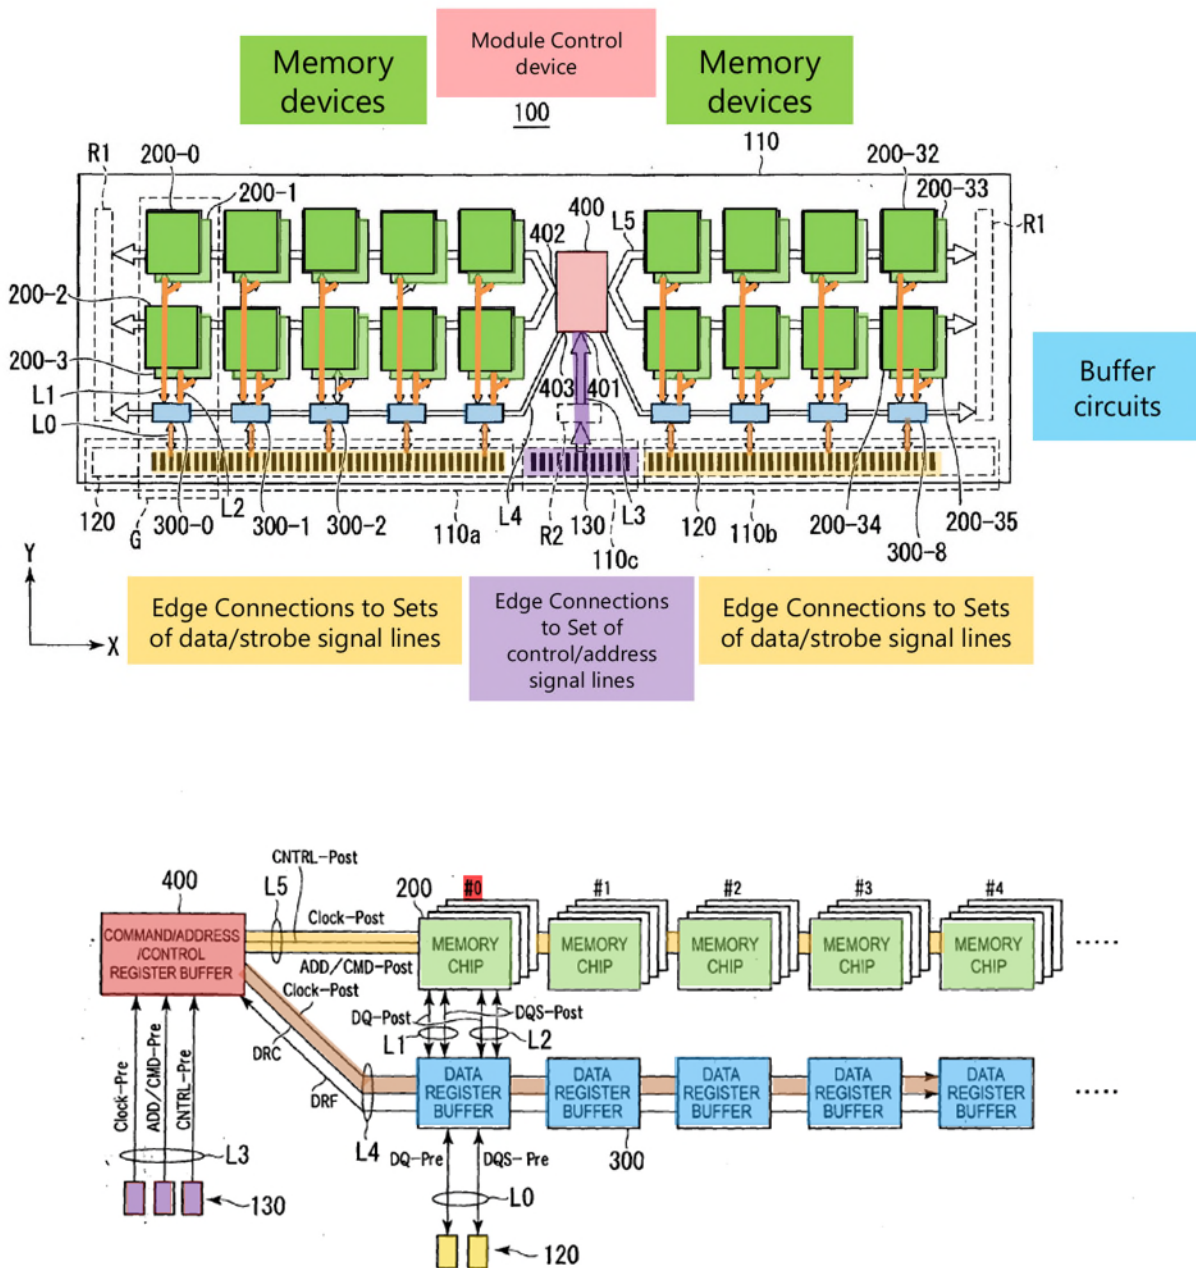 Module Control
device
Memory
devices
Memory
devices
100
110
R1
200-0
200-1
200-32
200-33
R1
400
402
L5
200-2
200-3
L1
L0
403
401
Buffer
circuits
120
G
300-0
L2
300-1
300-2
110a
L4
R2
130
110c
L3
120
110b
200-34
300-8
200-35
Y
X
Edge Connections to Sets
of data/strobe signal lines
Edge Connections
to Set of
control/address
signal lines
Edge Connections to Sets
of data/strobe signal lines
CNTRL-Post
400
L5
Clock-Post
200
#0
#1
#2
#3
#4
COMMAND/ADDRESS
/CONTROL
REGISTER BUFFER
MEMORY
CHIP
MEMORY
CHIP
MEMORY
CHIP
MEMORY
CHIP
MEMORY
CHIP
.....
ADD/CMD-Post
Clock-Post
DQ-Post
DQS-Post
L1
L2
DRC
DRF
L4
DATA
REGISTER
BUFFER
DATA
REGISTER
BUFFER
DATA
REGISTER
BUFFER
DATA
REGISTER
BUFFER
DATA
REGISTER
BUFFER
.....
300
Clock-Pre
ADD/CMD-Pre
CNTRL-Pre
L3
130
DQ-Pre
DQS-Pre
L0
120